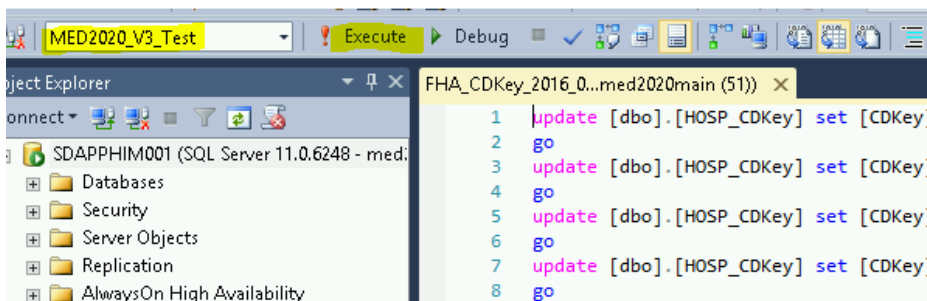 MED2020_V3_Test
Execute
Debug
oject Explorer
onnect
SDAPPHIM001 (SQL Server 11.0.6248 - med:
Databases
Security
Server Objects
Replication
AlwaysOn High Availability
FHA_CDKey_2016_0...med2020main (51))
1 update [dbo].[HOSP_CDKey] set [CDKey]
2 go
3 update [dbo].[HOSP_CDKey] set [CDKey]
4 go
5 update [dbo].[HOSP_CDKey] set [CDKey]
6 go
7 update [dbo].[HOSP_CDKey] set [CDKey]
8 go